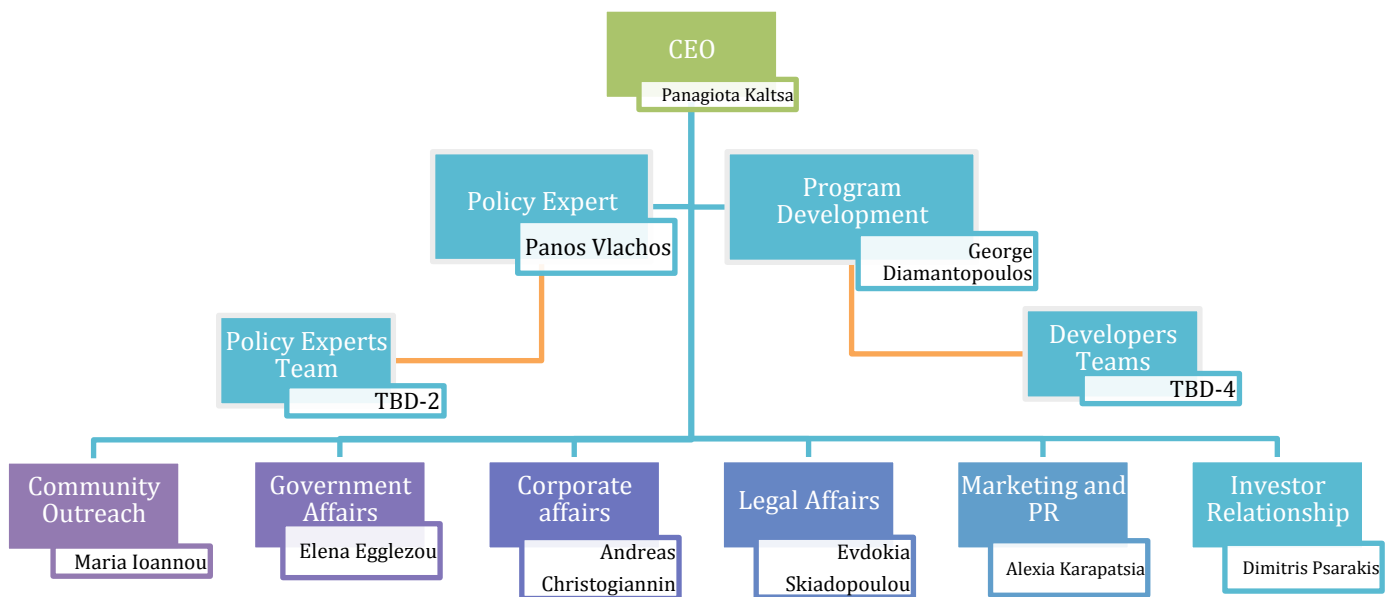 CEO
Panagiota Kaltsa
Policy Expert
Panos Vlachos
Program
Development
George
Diamantopoulos
Policy Experts
Team
TBD-2
Developers
Teams
TBD-4
Community
Outreach
Maria Ioannou
Government
Affairs
Elena Egglezou
Corporate
affairs
Andreas
Christogiannin
Legal Affairs
Evdokia
Skiadopoulou
Marketing and
PR
Alexia Karapatsia
Investor
Relationship
Dimitris Psarakis